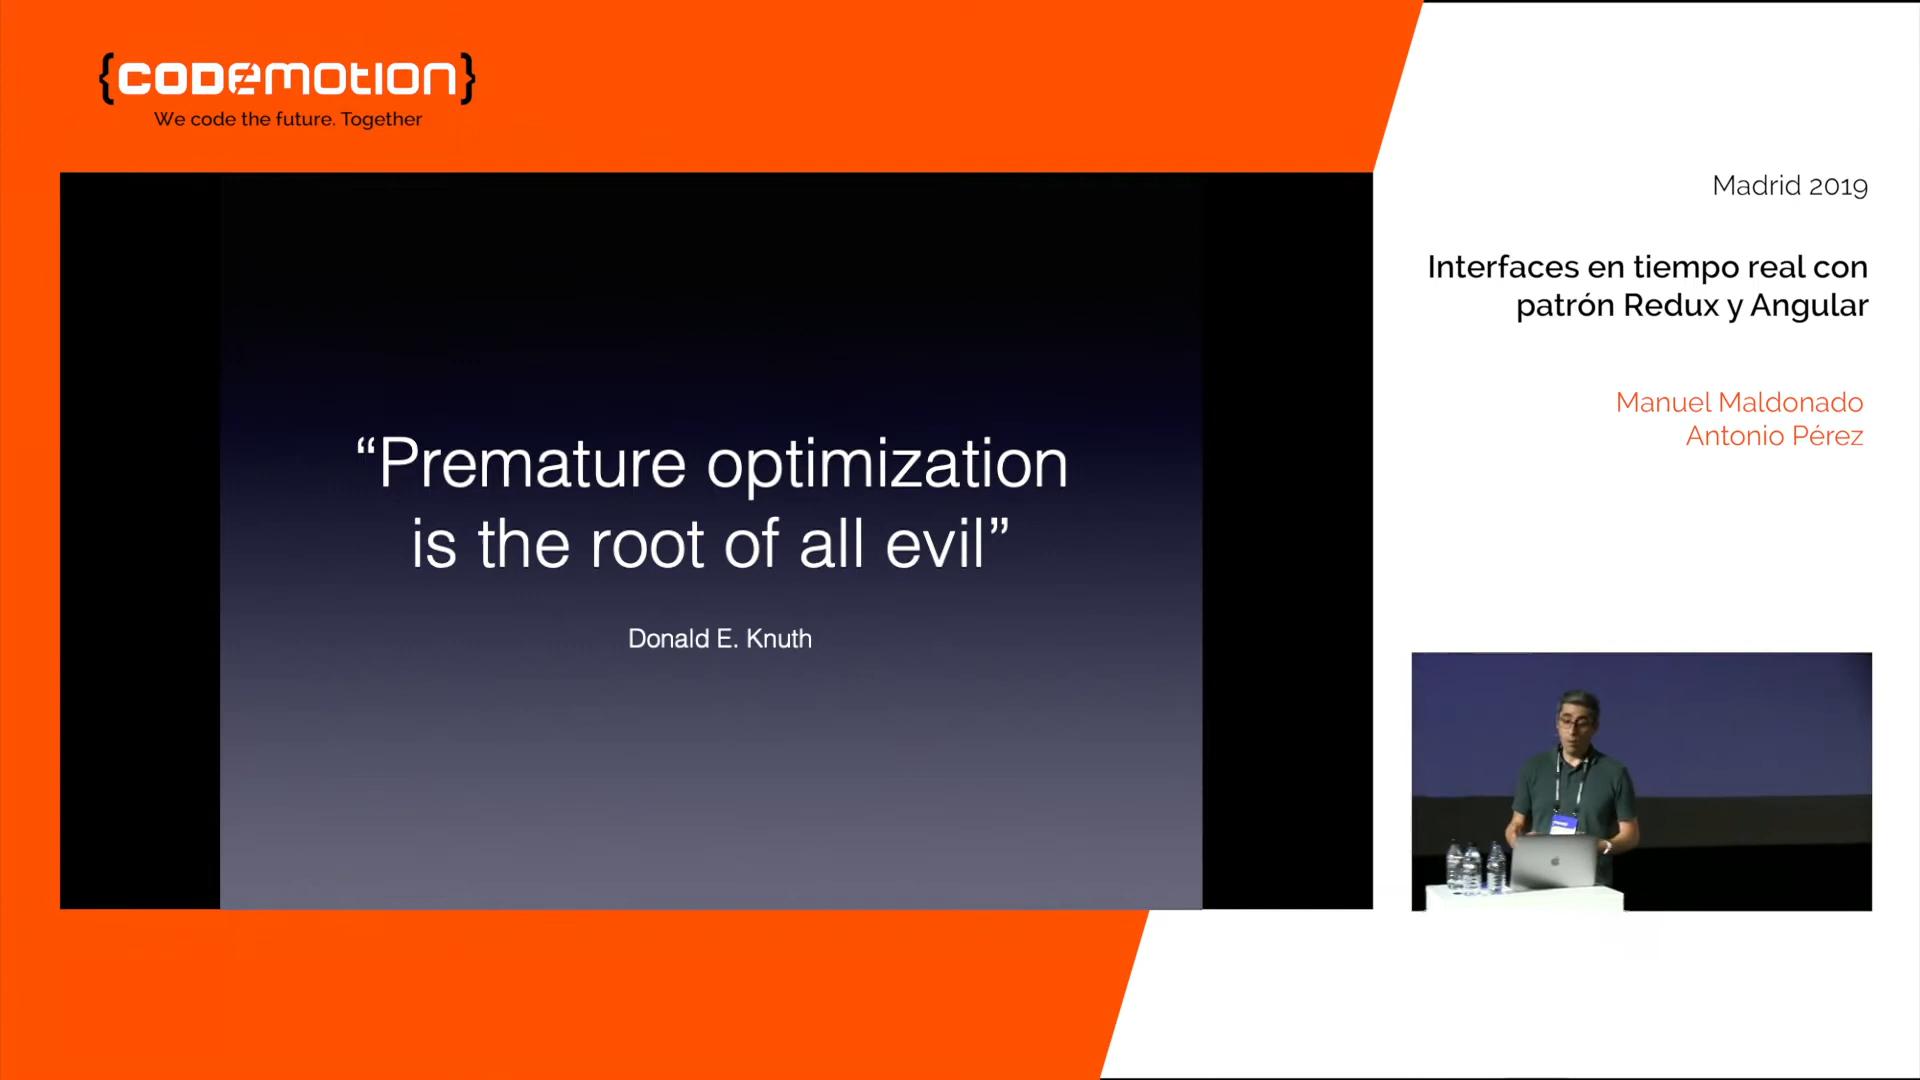 {CODEMOTION}
We code the future. Together
Madrid 2019
Interfaces en tiempo real con
patrón Redux y Angular
Manuel Maldonado
Antonio Pérez
“Premature optimization
is the root of all evil”
Donald E. Knuth